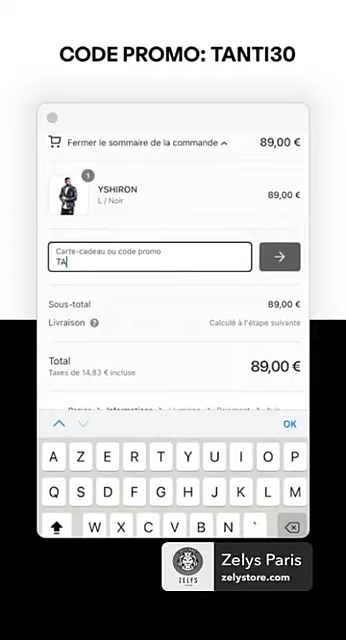 CODE PROMO: TANTI30
Fermer le sommaire de la commande
89,00 €
1
YSHIRON
L / Noir
89,00 €
Carte-cadeau ou code promo
TA
Sous-total
89,00 €
Livraison ?
Calculé à l'étape suivante
Total
Taxes de 14,83 € incluse
89,00 €
OK
A Z E R T Y U I O P
Q S D F G H J K L M
W X C V B N `
ZELYS
Zelys Paris
zelystore.com